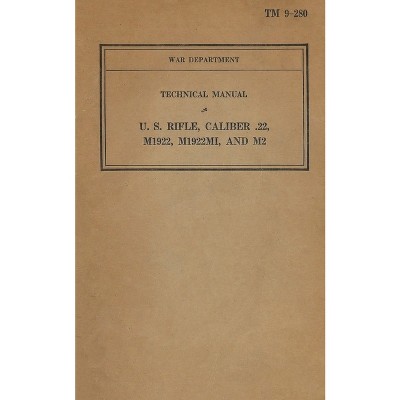 TM 9-280
WAR DEPARTMENT
TECHNICAL MANUAL
U. S. RIFLE, CALIBER .22,
M1922, M1922MI, AND M2